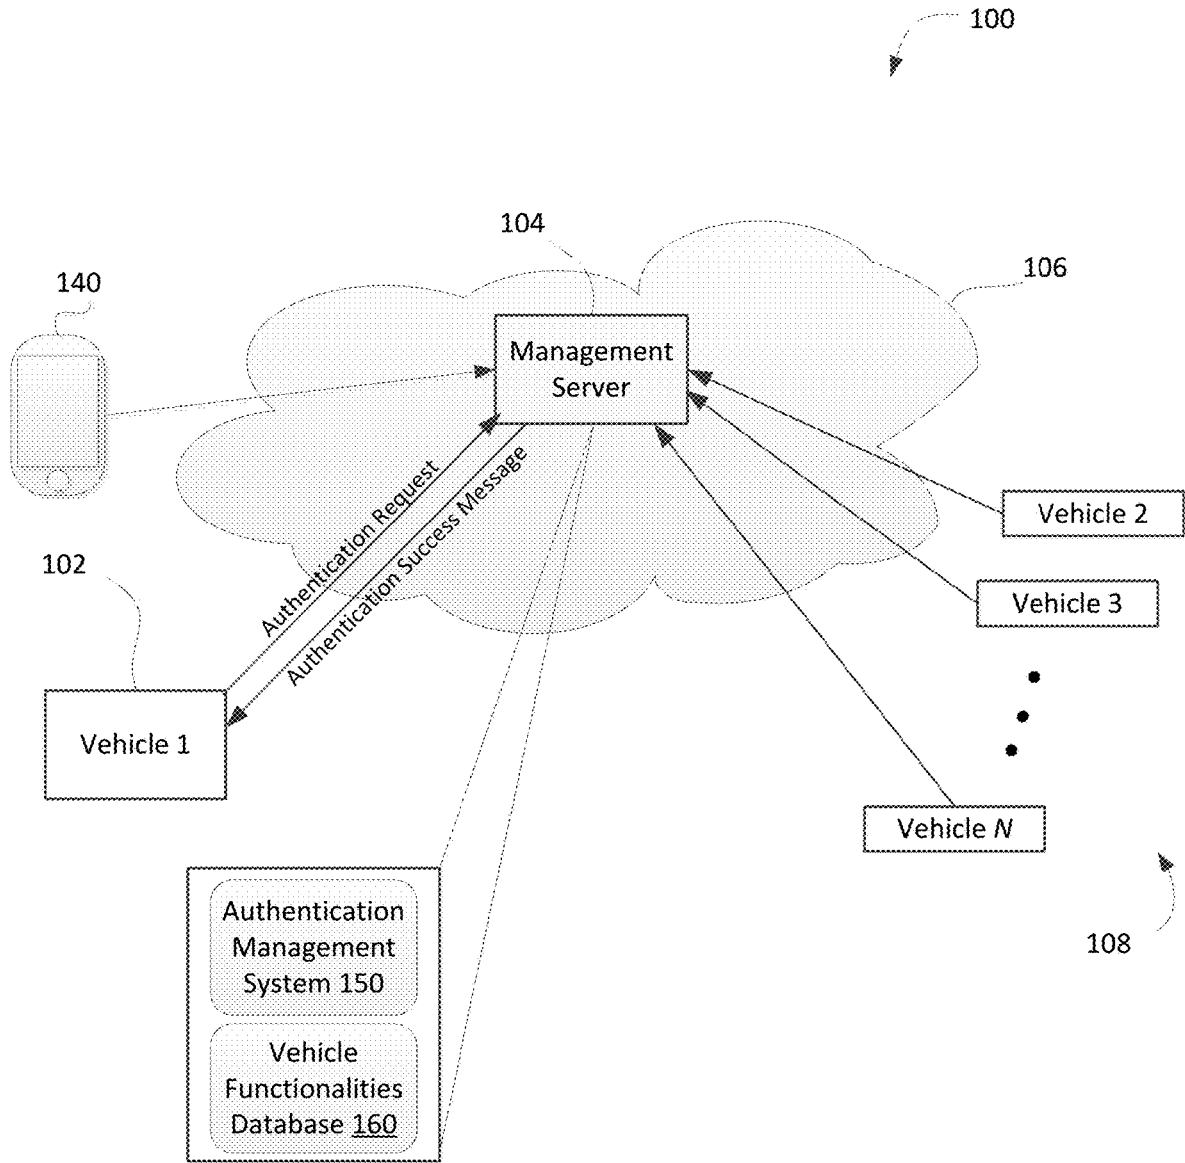 100
104
106
140
Management
Server
Authentication Request
Authentication Success Message
Vehicle 2
102
Vehicle 3
Vehicle 1
Vehicle N
108
Authentication
Management
System 150
Vehicle
Functionalities
Database 160